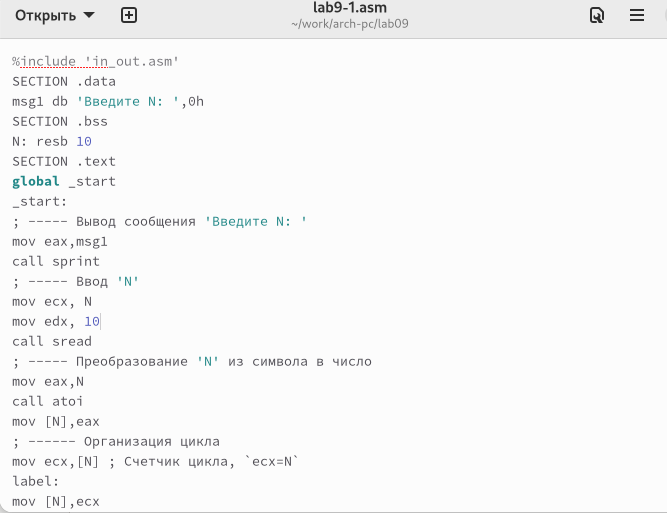 Открыть
lab9-1.asm
~/work/arch-pc/lab09
%include 'in_out.asm'
SECTION .data
msg1 db 'Введите N: ',0h
SECTION .bss
N: resb 10
SECTION .text
global _start
_start:
; ----- Вывод сообщения 'Введите N: '
mov eax,msg1
call sprint
; ----- Ввод 'N'
mov ecx, N
mov edx, 10
call sread
; ----- Преобразование 'N' из символа в число
mov eax,N
call atoi
mov [N],eax
; ------ Организация цикла
mov ecx,[N] ; Счетчик цикла, `ecx=N`
label:
mov [N],ecx